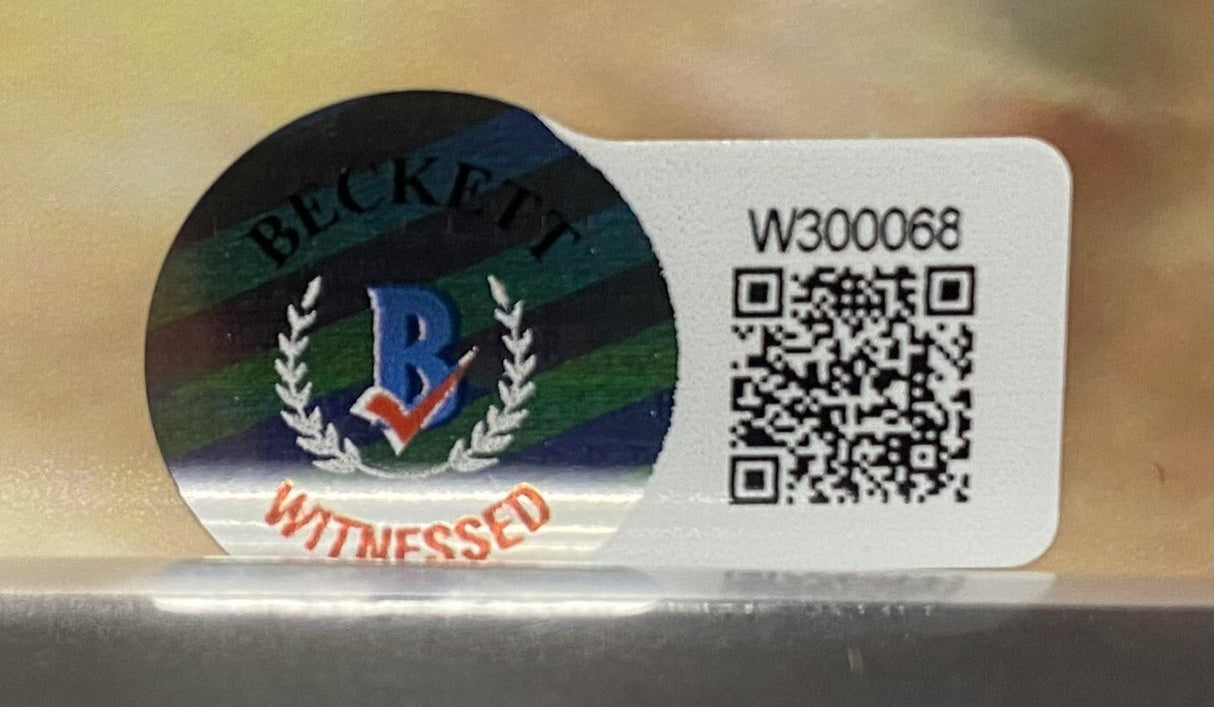 BECKETT
B
WITNESSED
W300068